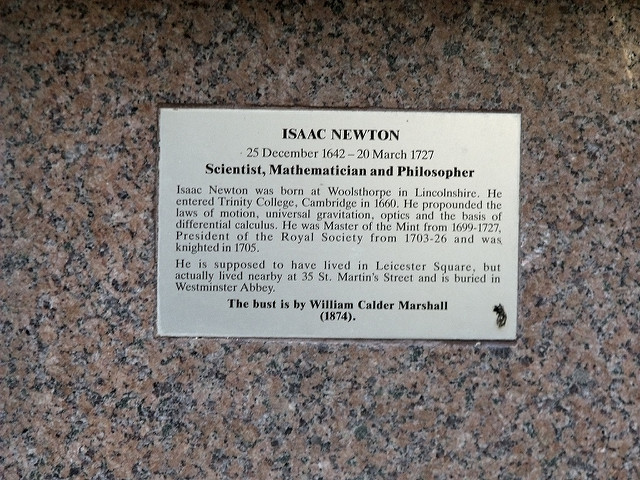 ISAAC NEWTON
25 December 1642 – 20 March 1727
Scientist, Mathematician and Philosopher
Isaac Newton was born at Woolsthorpe in Lincolnshire. He
entered Trinity College, Cambridge in 1660. He propounded the
laws of motion, universal gravitation, optics and the basis of
differential calculus. He was Master of the Mint from 1699-1727,
President of the Royal Society from 1703-26 and was
knighted in 1705.
He is supposed to have lived in Leicester Square, but
actually lived nearby at 35 St. Martin's Street and is buried in
Westminster Abbey.
The bust is by William Calder Marshall
(1874).